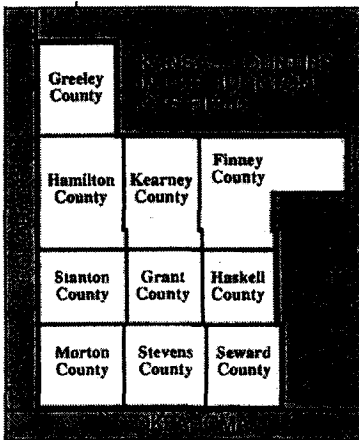 Greeley
County
Hamilton
County
Kearney
County
Finney
County
Stanton
County
Grant
County
Haskell
County
Morton
County
Stevens
County
Seward
County